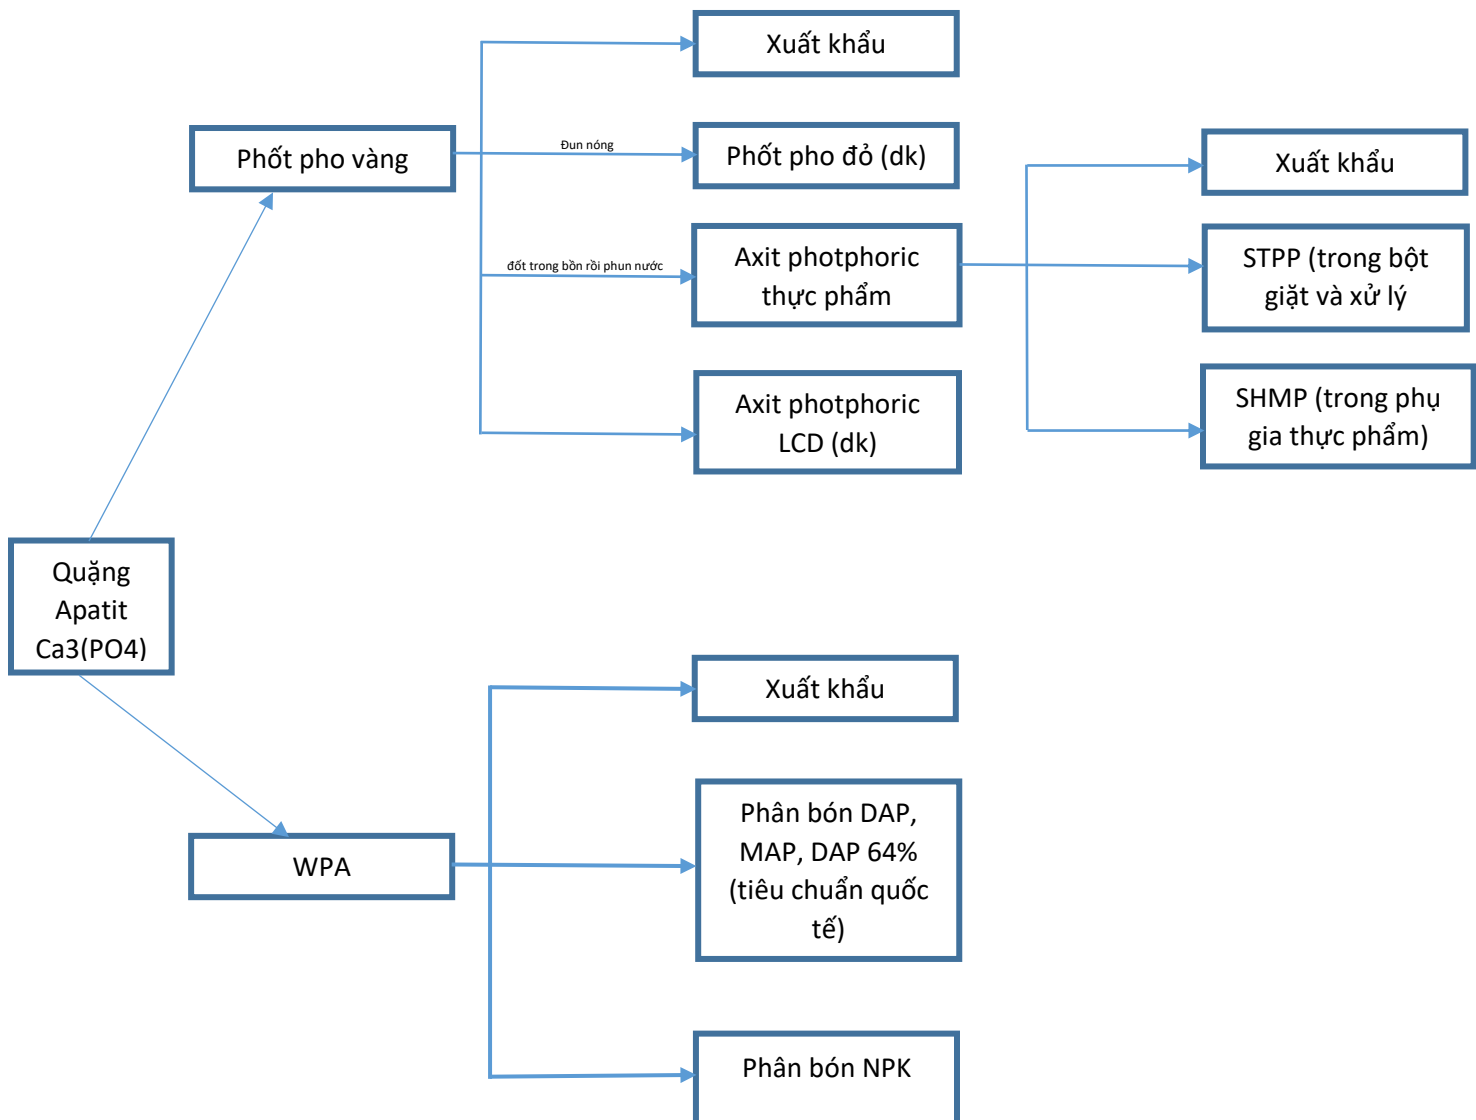 Xuất khẩu
Phốt pho vàng
Đun nóng
Phốt pho đỏ (dk)
Xuất khẩu
đốt trong bồn rồi phun nước
Axit photphoric
thực phẩm
STPP (trong bột
giặt và xử lý
Axit photphoric
LCD (dk)
SHMP (trong phụ
gia thực phẩm)
Quặng
Apatit
Ca3(PO4)
Xuất khẩu
WPA
Phân bón DAP,
MAP, DAP 64%
(tiêu chuẩn quốc
tế)
Phân bón NPK